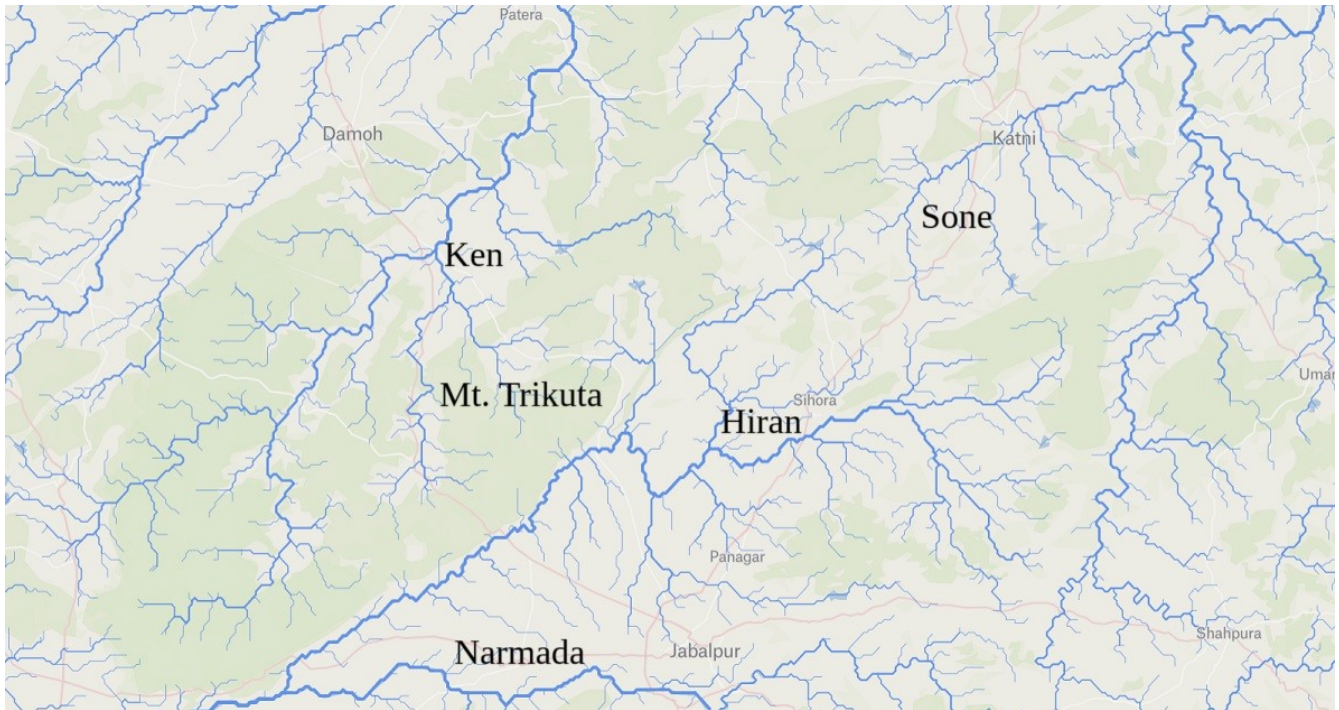 Patera
Damoh
Katni
Sone
Ken
Umar
Mt. Trikuta
Sihora
Hiran
Panagar
Shahpura
Narmada
Jabalpur